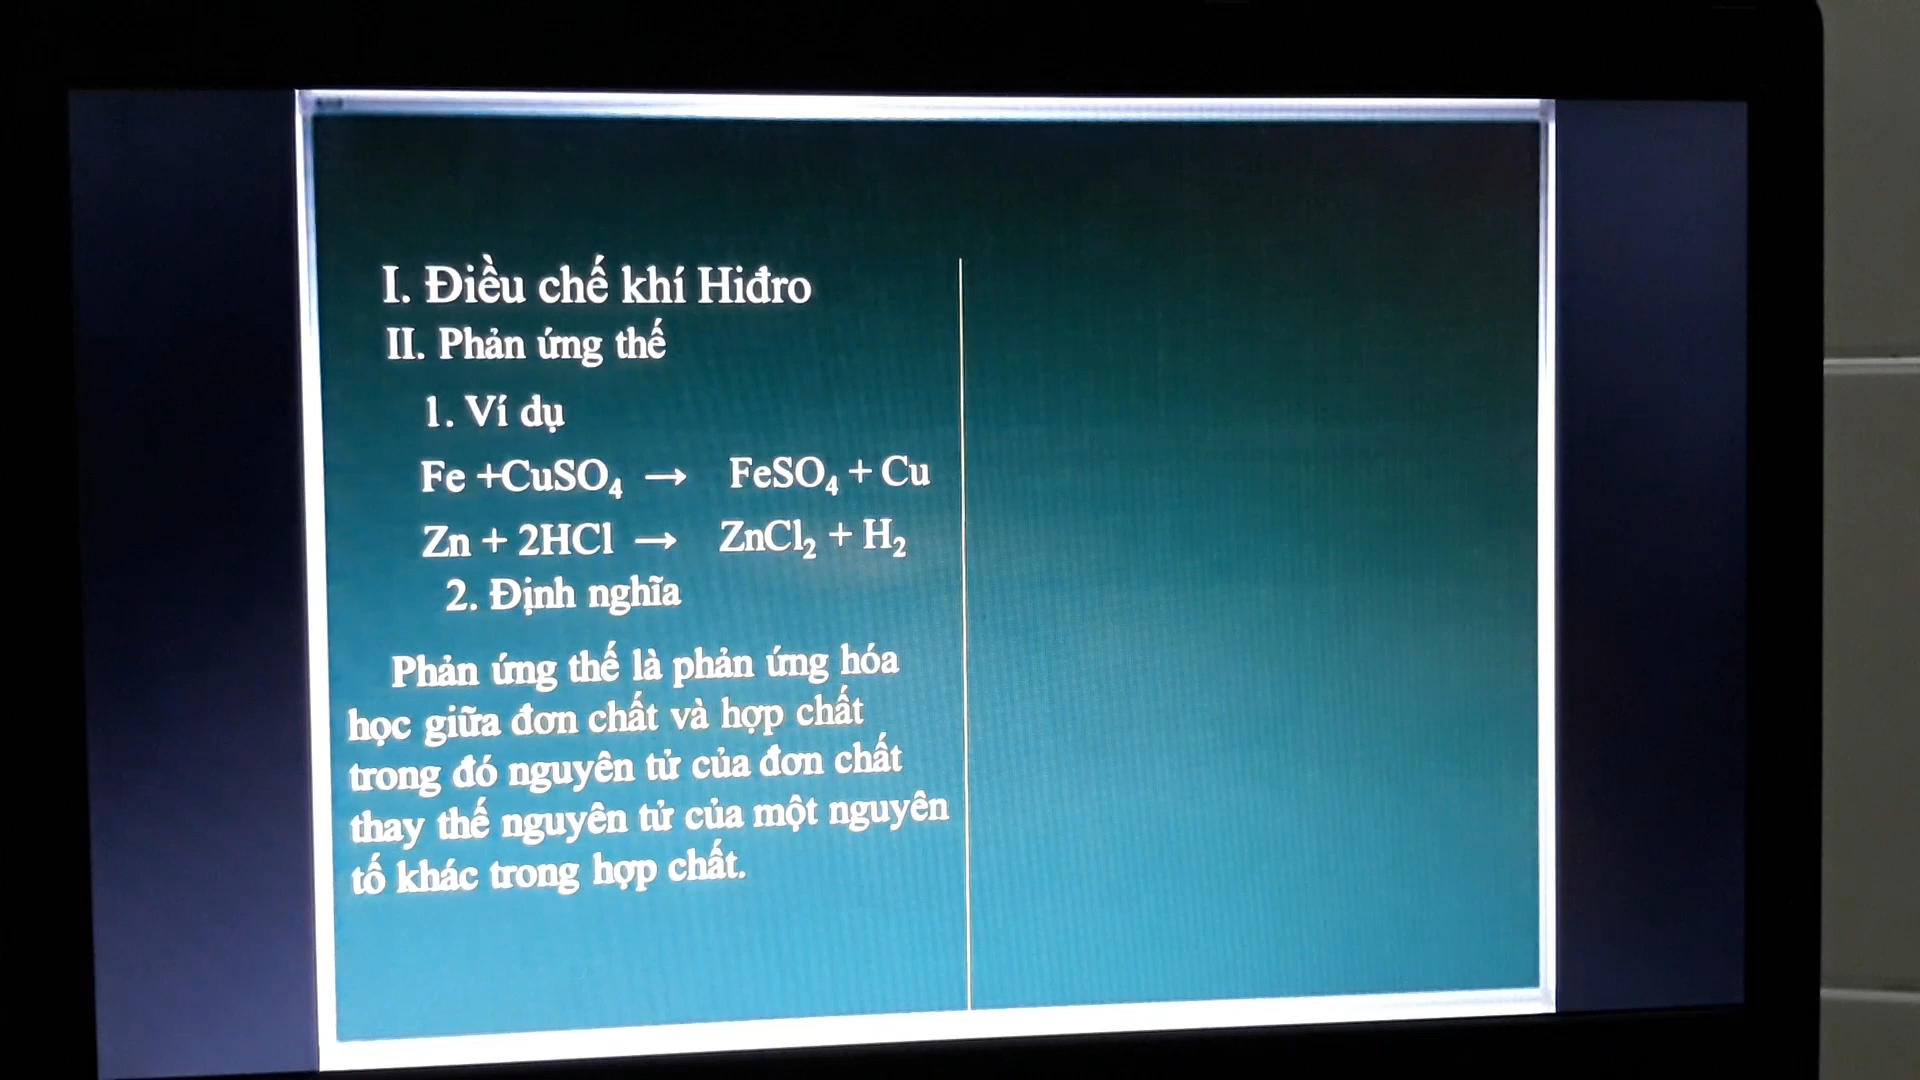 I. Điều chế khí Hiđro
II. Phản ứng thế
1. Ví dụ
Fe +CuSO₄ → FeSO₄ + Cu
Zn + 2HCl → ZnCl₂ + H₂
2. Định nghĩa
Phản ứng thế là phản ứng hóa
học giữa đơn chất và hợp chất
trong đó nguyên tử của đơn chất
thay thế nguyên tử của một nguyên
tố khác trong hợp chất.